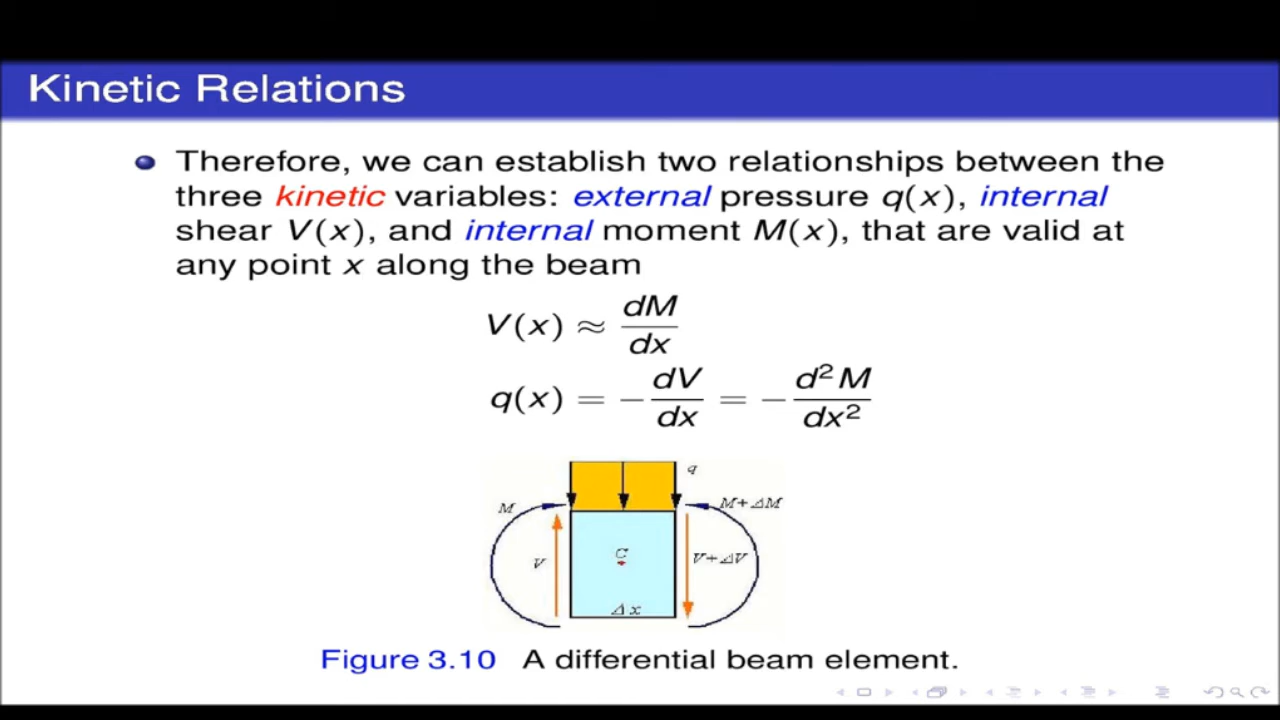 Kinetic Relations
Therefore, we can establish two relationships between the
three kinetic variables: external pressure q(x), internal
shear V(x), and internal moment M(x), that are valid at
any point x along the beam
V(x) ≈ dM/dx
q(x) = − dV/dx = − d²M/dx²
q
M
M+ΔM
C
V
V+ΔV
Δx
Figure 3.10 A differential beam element.